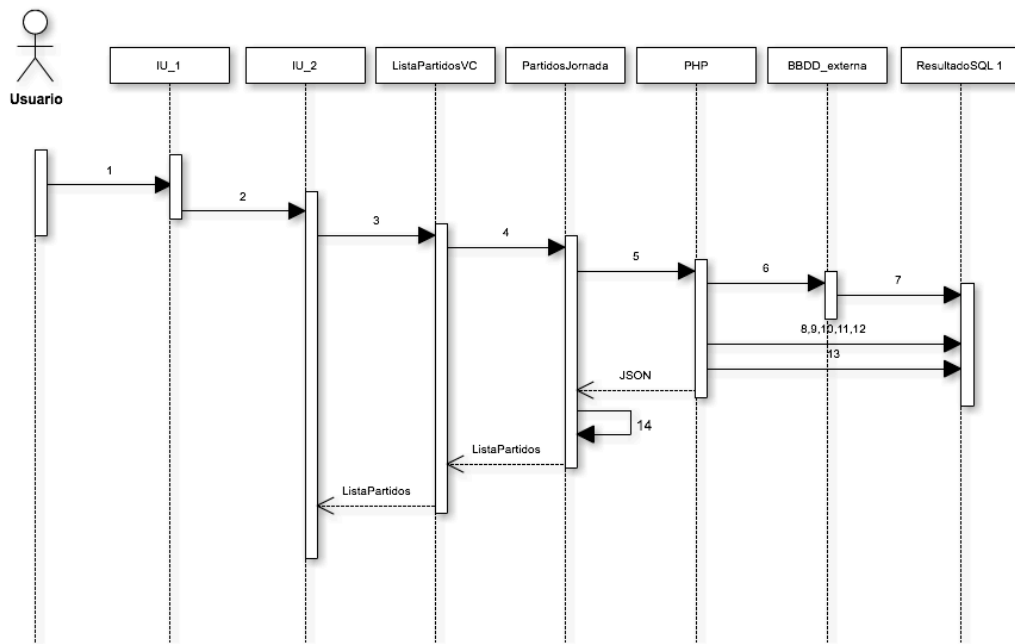 Usuario
IU_1
IU_2
ListaPartidosVC
PartidosJornada
PHP
BBDD_externa
ResultadoSQL 1
1
2
3
4
5
6
7
8,9,10,11,12
13
JSON
14
ListaPartidos
ListaPartidos